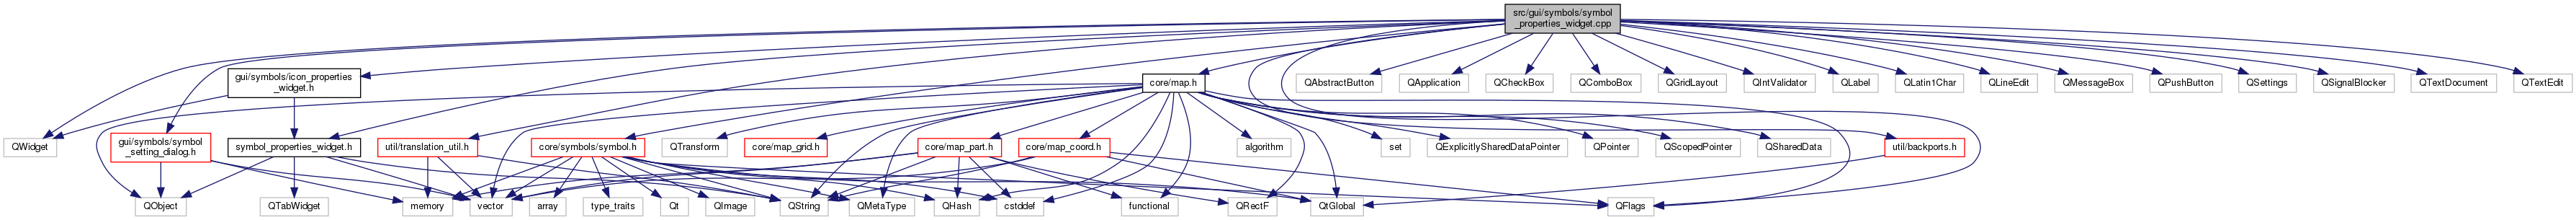 src/gui/symbols/symbol
_properties_widget.cpp
gui/symbols/icon_properties
_widget.h
core/map.h
QAbstractButton
QApplication
QCheckBox
QComboBox
QGridLayout
QIntValidator
QLabel
QLatin1Char
QLineEdit
QMessageBox
QPushButton
QSettings
QSignalBlocker
QTextDocument
QTextEdit
QWidget
gui/symbols/symbol
_setting_dialog.h
symbol_properties_widget.h
util/translation_util.h
core/symbols/symbol.h
QTransform
core/map_grid.h
core/map_part.h
core/map_coord.h
algorithm
set
QExplicitlySharedDataPointer
QPointer
QScopedPointer
QSharedData
util/backports.h
QObject
QTabWidget
memory
vector
array
type_traits
Qt
QImage
QString
QMetaType
QHash
cstddef
functional
QRectF
QtGlobal
QFlags